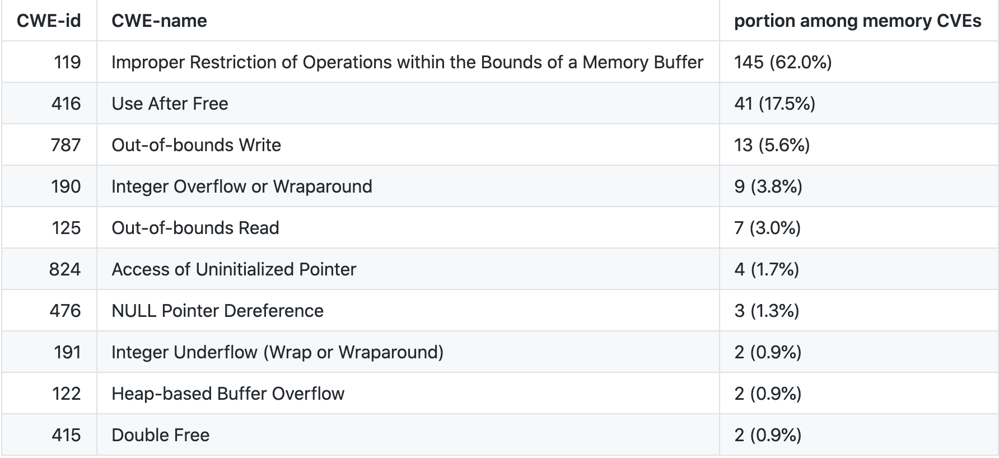 CWE-id CWE-name portion among memory CVEs
119 Improper Restriction of Operations within the Bounds of a Memory Buffer 145 (62.0%)
416 Use After Free 41 (17.5%)
787 Out-of-bounds Write 13 (5.6%)
190 Integer Overflow or Wraparound 9 (3.8%)
125 Out-of-bounds Read 7 (3.0%)
824 Access of Uninitialized Pointer 4 (1.7%)
476 NULL Pointer Dereference 3 (1.3%)
191 Integer Underflow (Wrap or Wraparound) 2 (0.9%)
122 Heap-based Buffer Overflow 2 (0.9%)
415 Double Free 2 (0.9%)